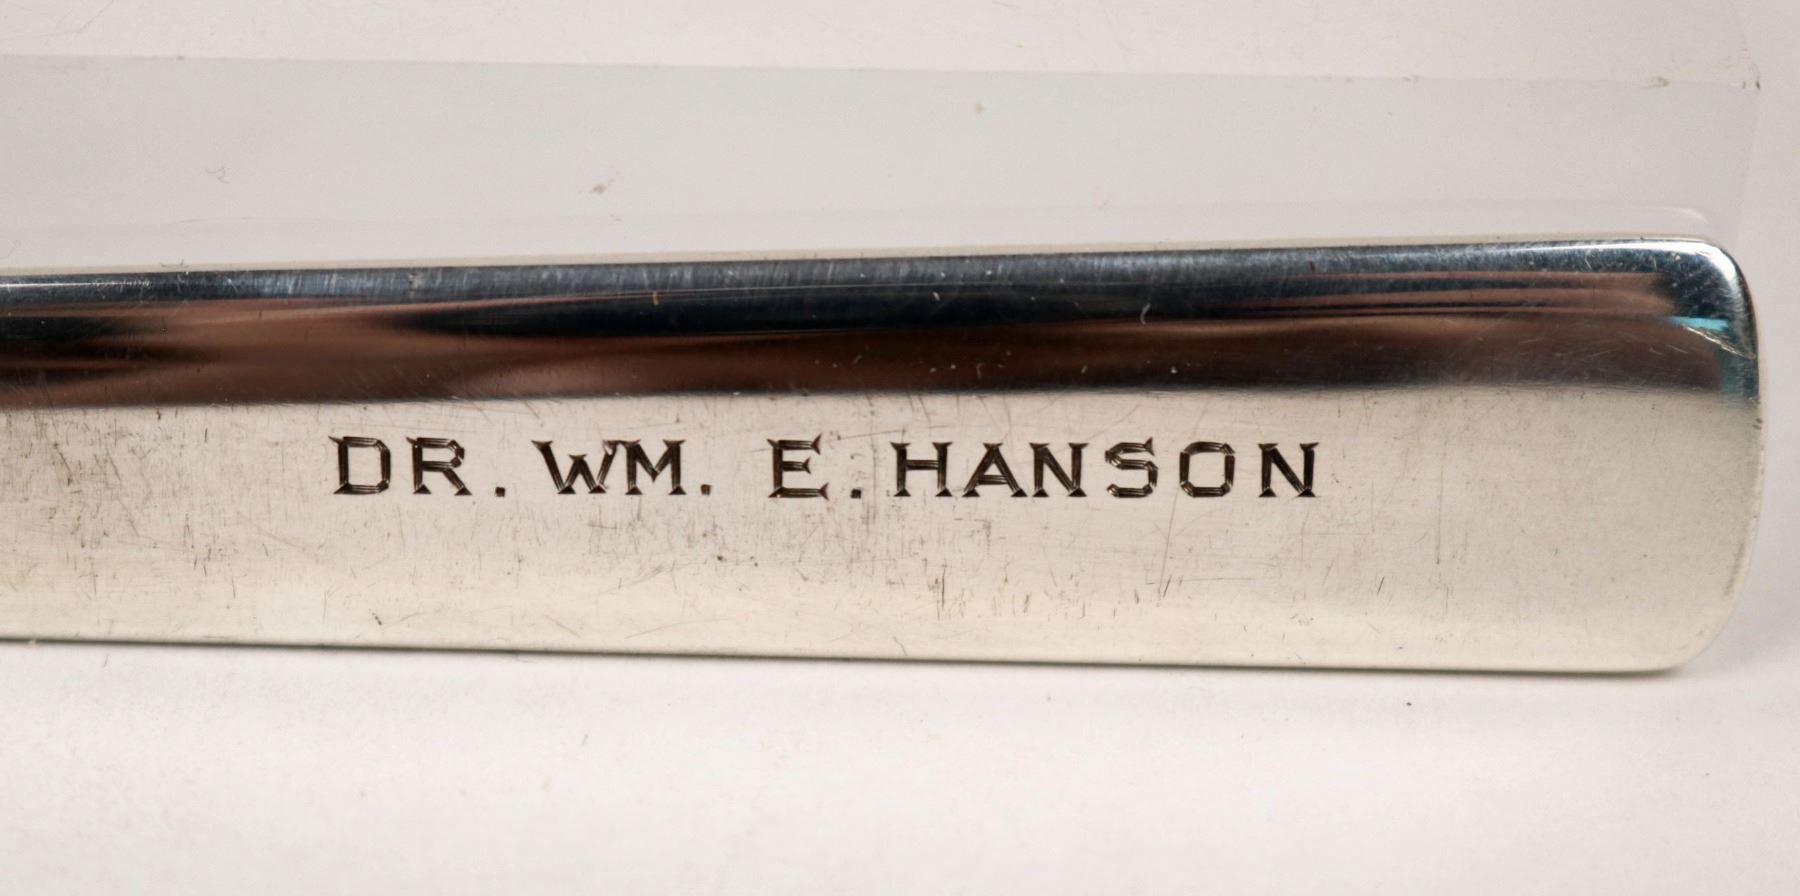 DR. WM. E. HANSON